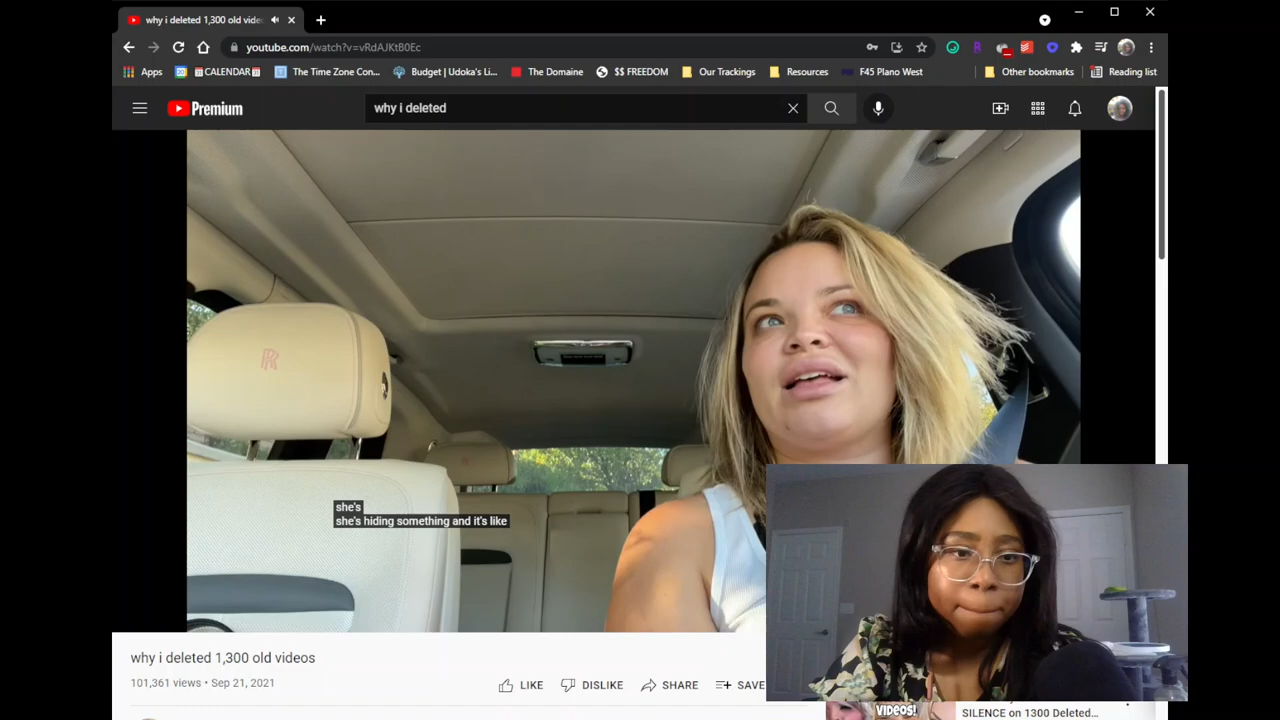 why i deleted 1,300 old vide
youtube.com/watch?v=vRdAJKtB0Ec
Apps CALENDAR The Time Zone Con... Budget | Udoka's Li... The Domaine $$ FREEDOM Our Trackings Resources F45 Plano West Other bookmarks Reading list
Premium why i deleted
RR
she's
she's hiding something and it's like
why i deleted 1,300 old videos
101,361 views • Sep 21, 2021
LIKE DISLIKE SHARE SAVE
VIDEOS!
SILENCE on 1300 Deleted...